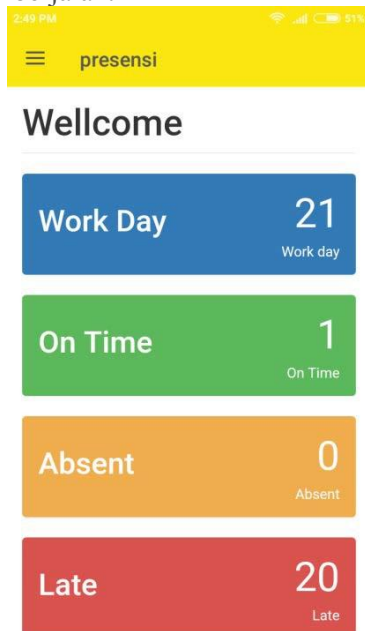 2:49 PM 51%
presensi
Wellcome
Work Day 21
Work day
On Time 1
On Time
Absent 0
Absent
Late 20
Late